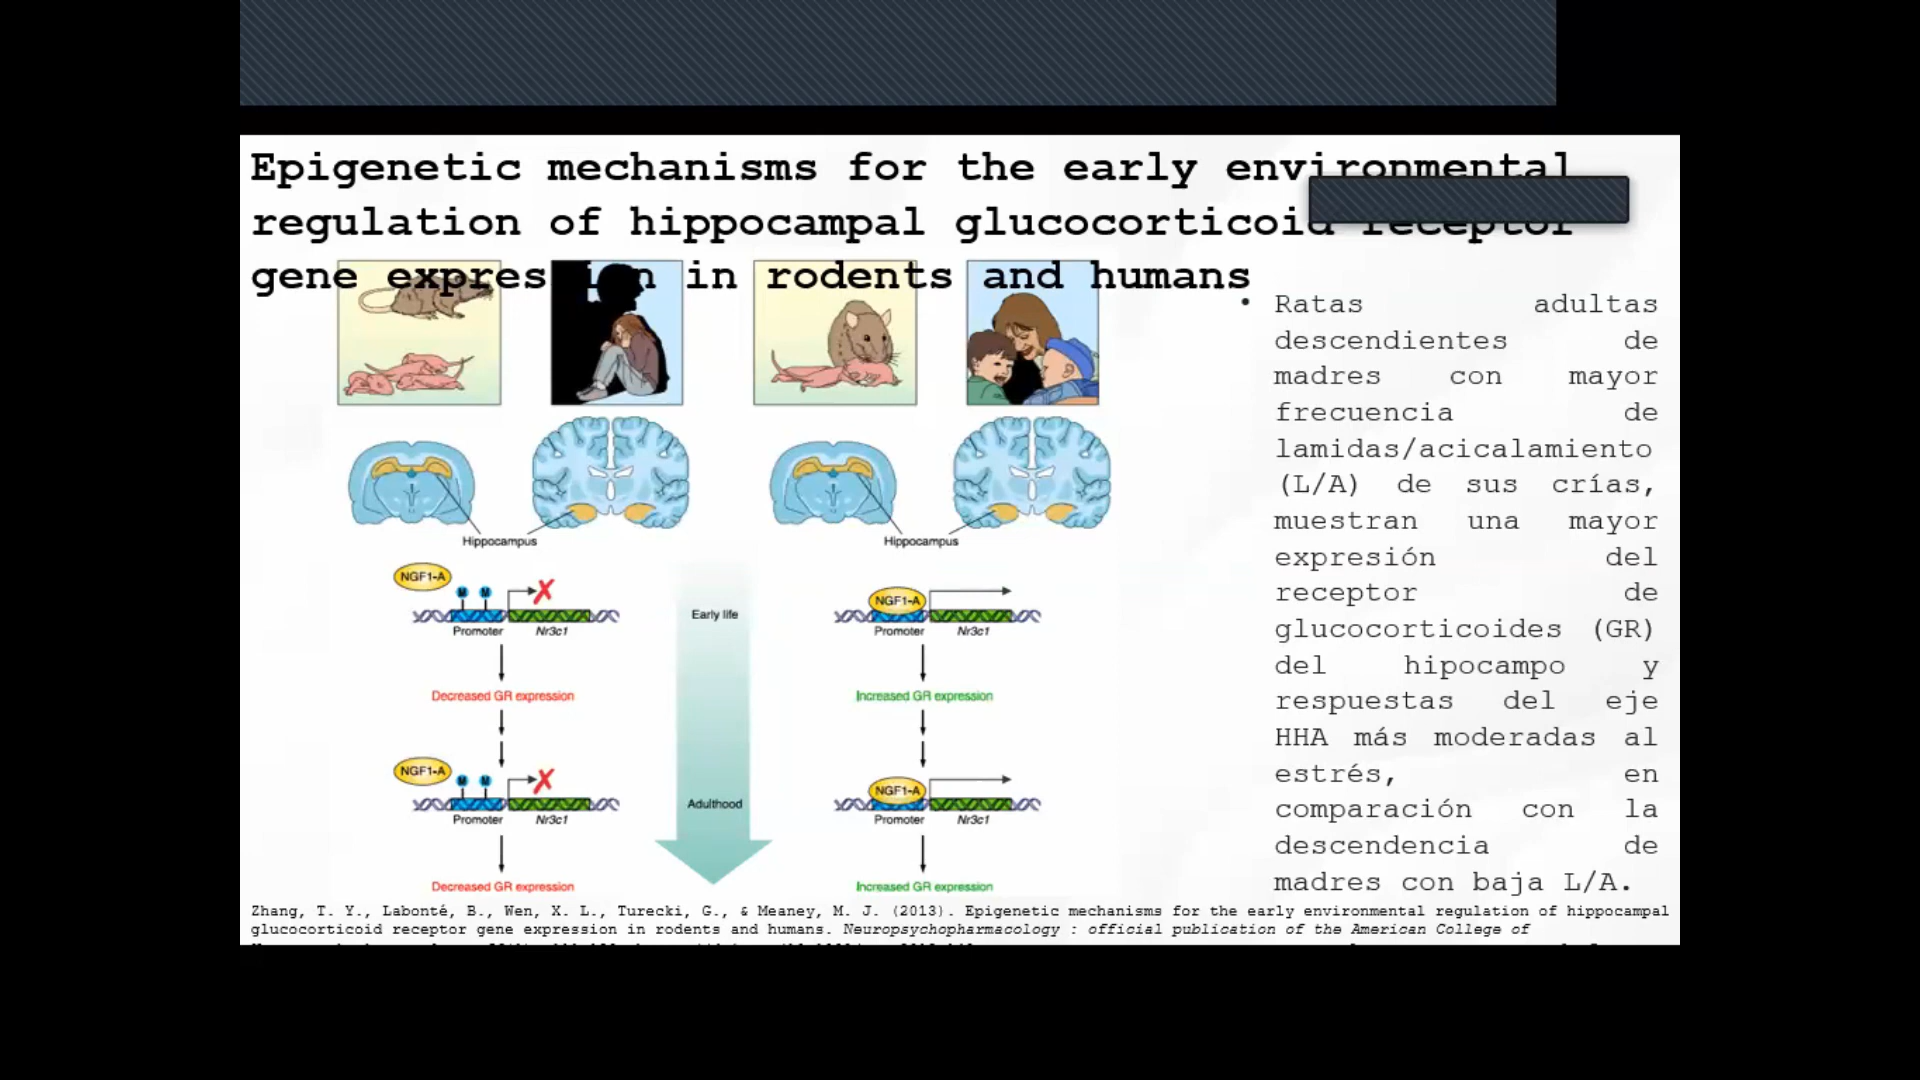 Epigenetic mechanisms for the early environmental
regulation of hippocampal glucocorticoid receptor
gene expression in rodents and humans
Hippocampus
Hippocampus
NGF1-A
M M
Promoter Nr3c1
Early life
NGF1-A
Promoter Nr3c1
Decreased GR expression
Increased GR expression
NGF1-A
M M
Promoter Nr3c1
Adulthood
NGF1-A
Promoter Nr3c1
Decreased GR expression
Increased GR expression
• Ratas adultas
descendientes de
madres con mayor
frecuencia de
lamidas/acicalamiento
(L/A) de sus crías,
muestran una mayor
expresión del
receptor de
glucocorticoides (GR)
del hipocampo y
respuestas del eje
HHA más moderadas al
estrés, en
comparación con la
descendencia de
madres con baja L/A.
Zhang, T. Y., Labonté, B., Wen, X. L., Turecki, G., & Meaney, M. J. (2013). Epigenetic mechanisms for the early environmental regulation of hippocampal
glucocorticoid receptor gene expression in rodents and humans. Neuropsychopharmacology : official publication of the American College of